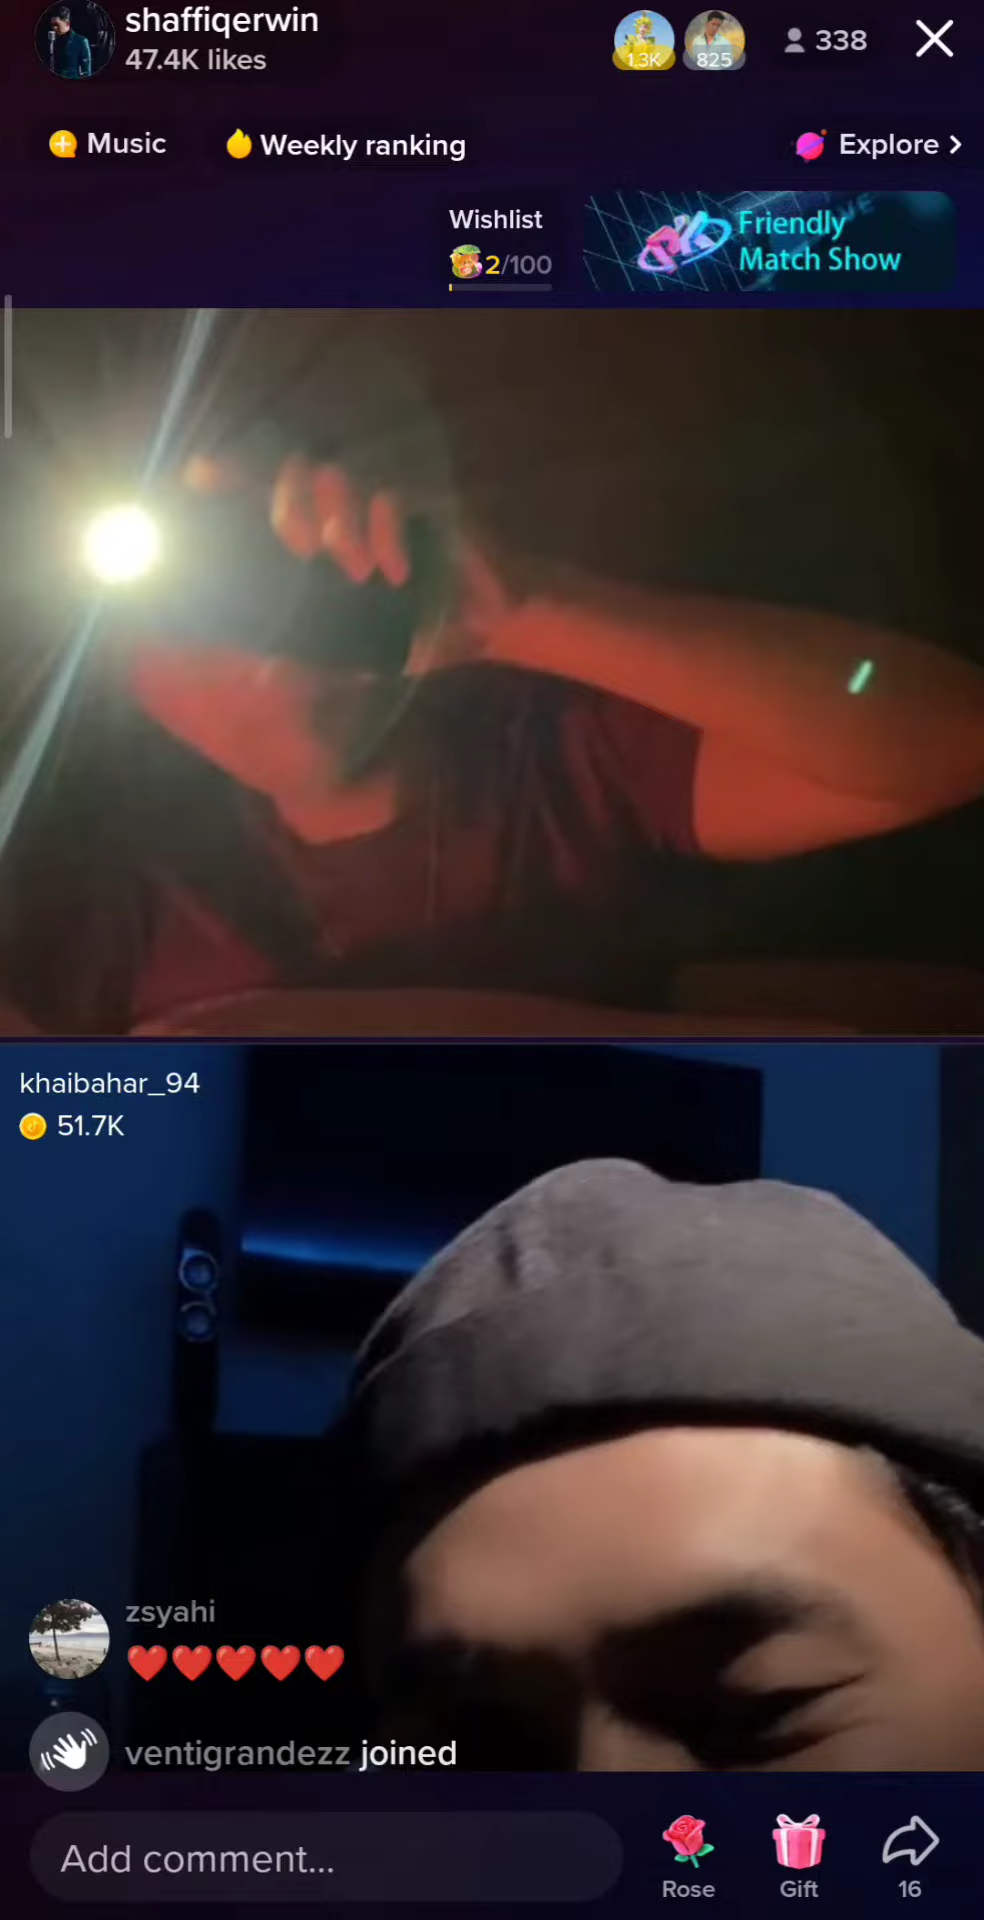 shaffiqerwin
47.4K likes
1.3K
825
338
Music
Weekly ranking
Explore
Wishlist
2/100
Friendly
Match Show
khaibahar_94
51.7K
zsyahi
ventigrandezz joined
Add comment...
Rose
Gift
16